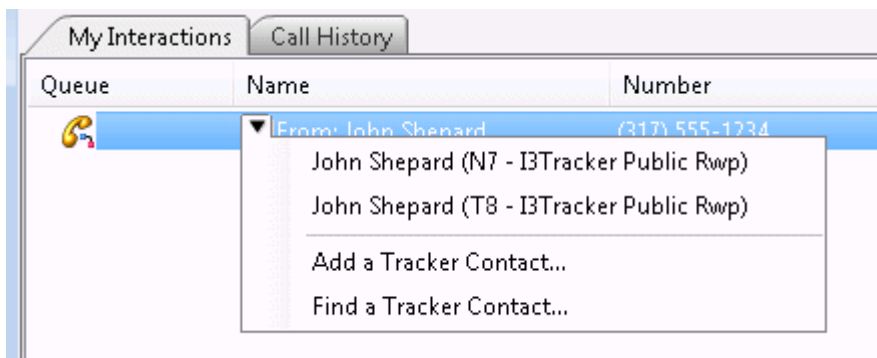 My Interactions Call History
Queue Name Number
From: John Shepard (317) 555-1234
John Shepard (N7 - I3Tracker Public Rwp)
John Shepard (T8 - I3Tracker Public Rwp)
Add a Tracker Contact...
Find a Tracker Contact...